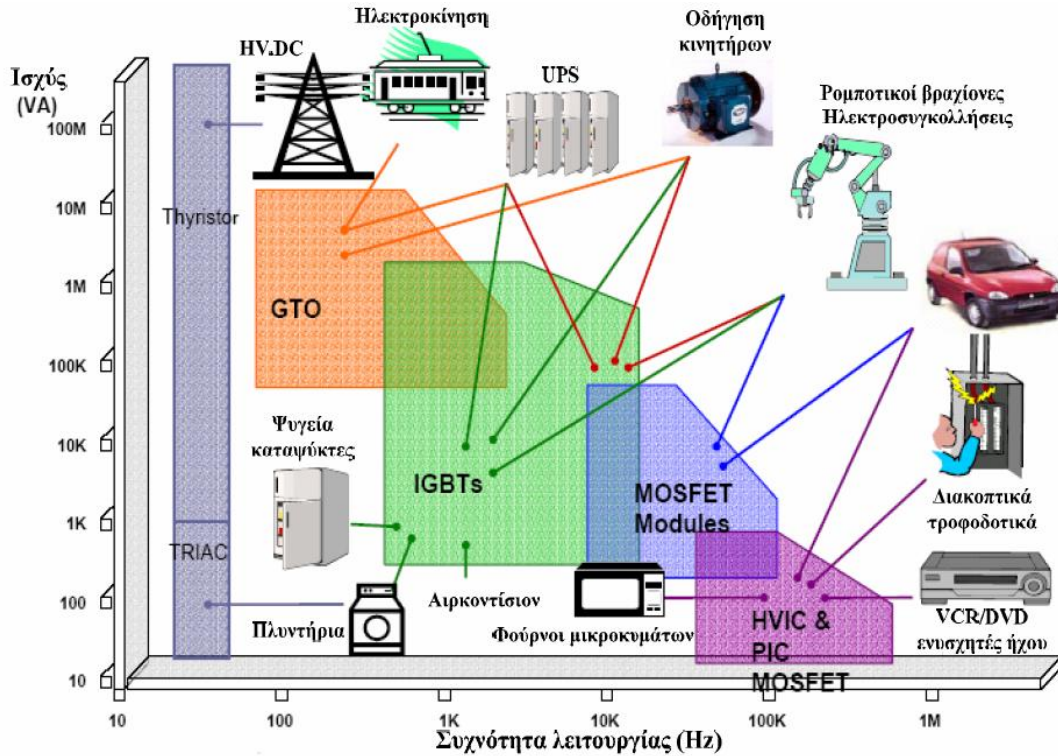 Ηλεκτροκίνηση
HV.DC
Οδήγηση
κινητήρων
UPS
Ισχύς
(VA)
Ρομποτικοί βραχίονες
Ηλεκτροσυγκολλήσεις
100M
10M
Thyristor
1M
GTO
100K
Ψυγεία
καταψύκτες
10K
IGBTs
MOSFET
Modules
Διακοπτικά
τροφοδοτικά
1K
TRIAC
100
Αιρκοντίσιον
Πλυντήρια
Φούρνοι μικροκυμάτων
HVIC &
PIC
MOSFET
VCR/DVD
ενυσχητές ήχου
10
10
100
1K
10K
100K
1M
Συχνότητα λειτουργίας (Hz)